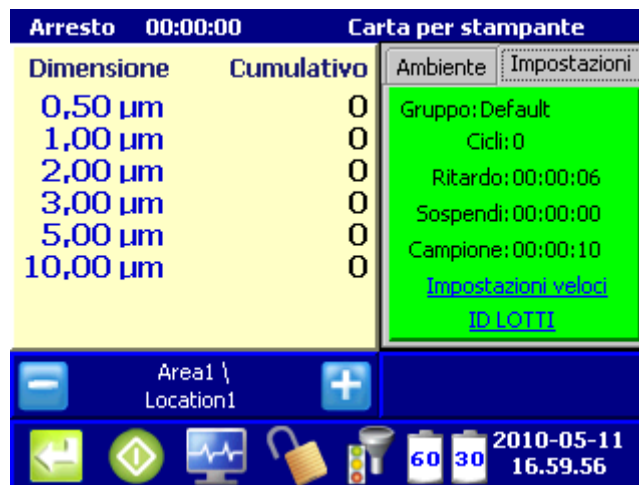 Arresto 00:00:00 Carta per stampante
Dimensione Cumulativo
0,50 µm 0
1,00 µm 0
2,00 µm 0
3,00 µm 0
5,00 µm 0
10,00 µm 0
Ambiente Impostazioni
Gruppo:Default
Cicli:0
Ritardo:00:00:06
Sospendi:00:00:00
Campione:00:00:10
Impostazioni veloci
ID LOTTI
Area1 \
Location1
60 30
2010-05-11
16.59.56